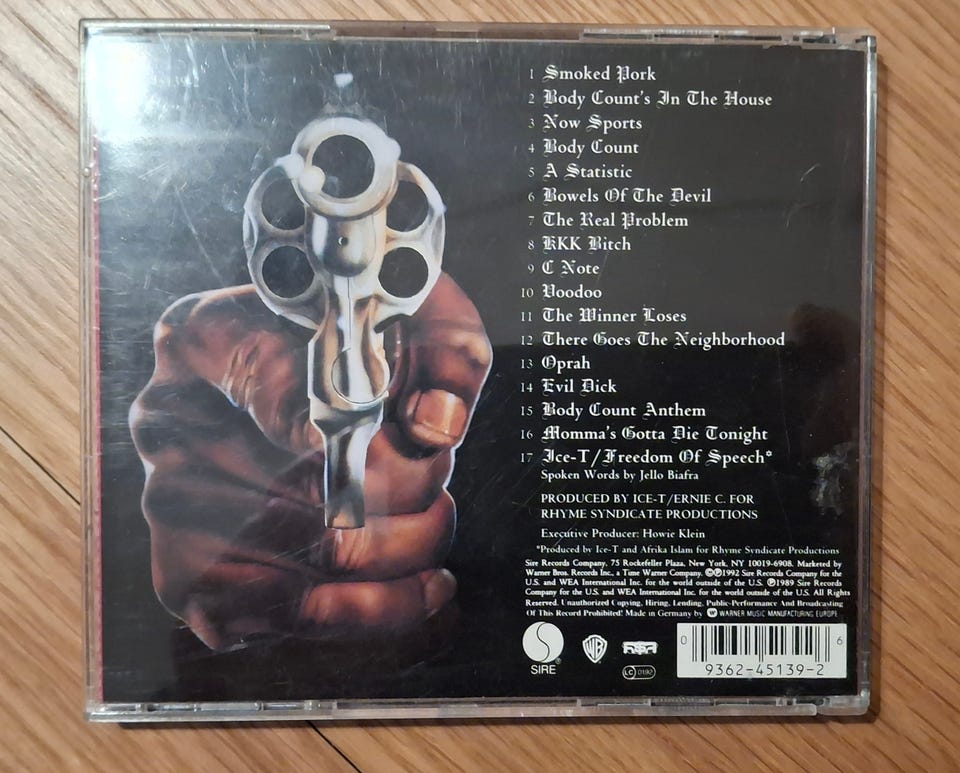 1 Smoked Pork
2 Body Count's In The House
3 Now Sports
4 Body Count
5 A Statistic
6 Bowels Of The Devil
7 The Real Problem
8 KKK Bitch
9 C Note
10 Voodoo
11 The Winner Loses
12 There Goes The Neighborhood
13 Oprah
14 Evil Dick
15 Body Count Anthem
16 Momma's Gotta Die Tonight
17 Ice-T/Freedom Of Speech*
Spoken Words by Jello Biafra
PRODUCED BY ICE-T/ERNIE C. FOR
RHYME SYNDICATE PRODUCTIONS
Executive Producer: Howie Klein
*Produced by Ice-T and Afrika Islam for Rhyme Syndicate Productions
Sire Records Company, 75 Rockefeller Plaza, New York, NY 10019-6908. Marketed by
Warner Bros. Records Inc., a Time Warner Company. ©℗1992 Sire Records Company for the
U.S. and WEA International Inc. for the world outside of the U.S. ℗1989 Sire Records
Company for the U.S. and WEA International Inc. for the world outside of the U.S. All Rights
Reserved. Unauthorized Copying, Hiring, Lending, Public-Performance And Broadcasting
Of This Record Prohibited! Made in Germany by WARNER MUSIC MANUFACTURING EUROPE
SIRE ® WB LC 0192
0 9362-45139-2 6